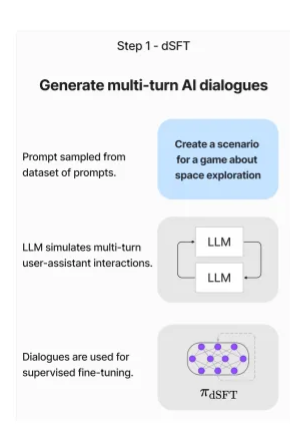 Step 1 - dSFT
Generate multi-turn AI dialogues
Prompt sampled from
dataset of prompts.
Create a scenario
for a game about
space exploration
LLM simulates multi-turn
user-assistant interactions.
LLM
LLM
Dialogues are used for
supervised fine-tuning.
π_dSFT